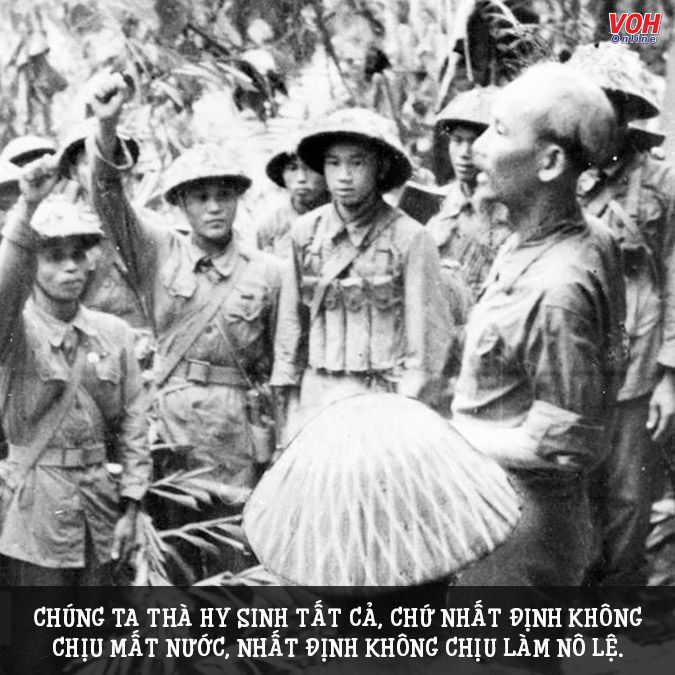 VOH
Online
CHÚNG TA THÀ HY SINH TẤT CẢ, CHỨ NHẤT ĐỊNH KHÔNG
CHỊU MẤT NƯỚC, NHẤT ĐỊNH KHÔNG CHỊU LÀM NÔ LỆ.